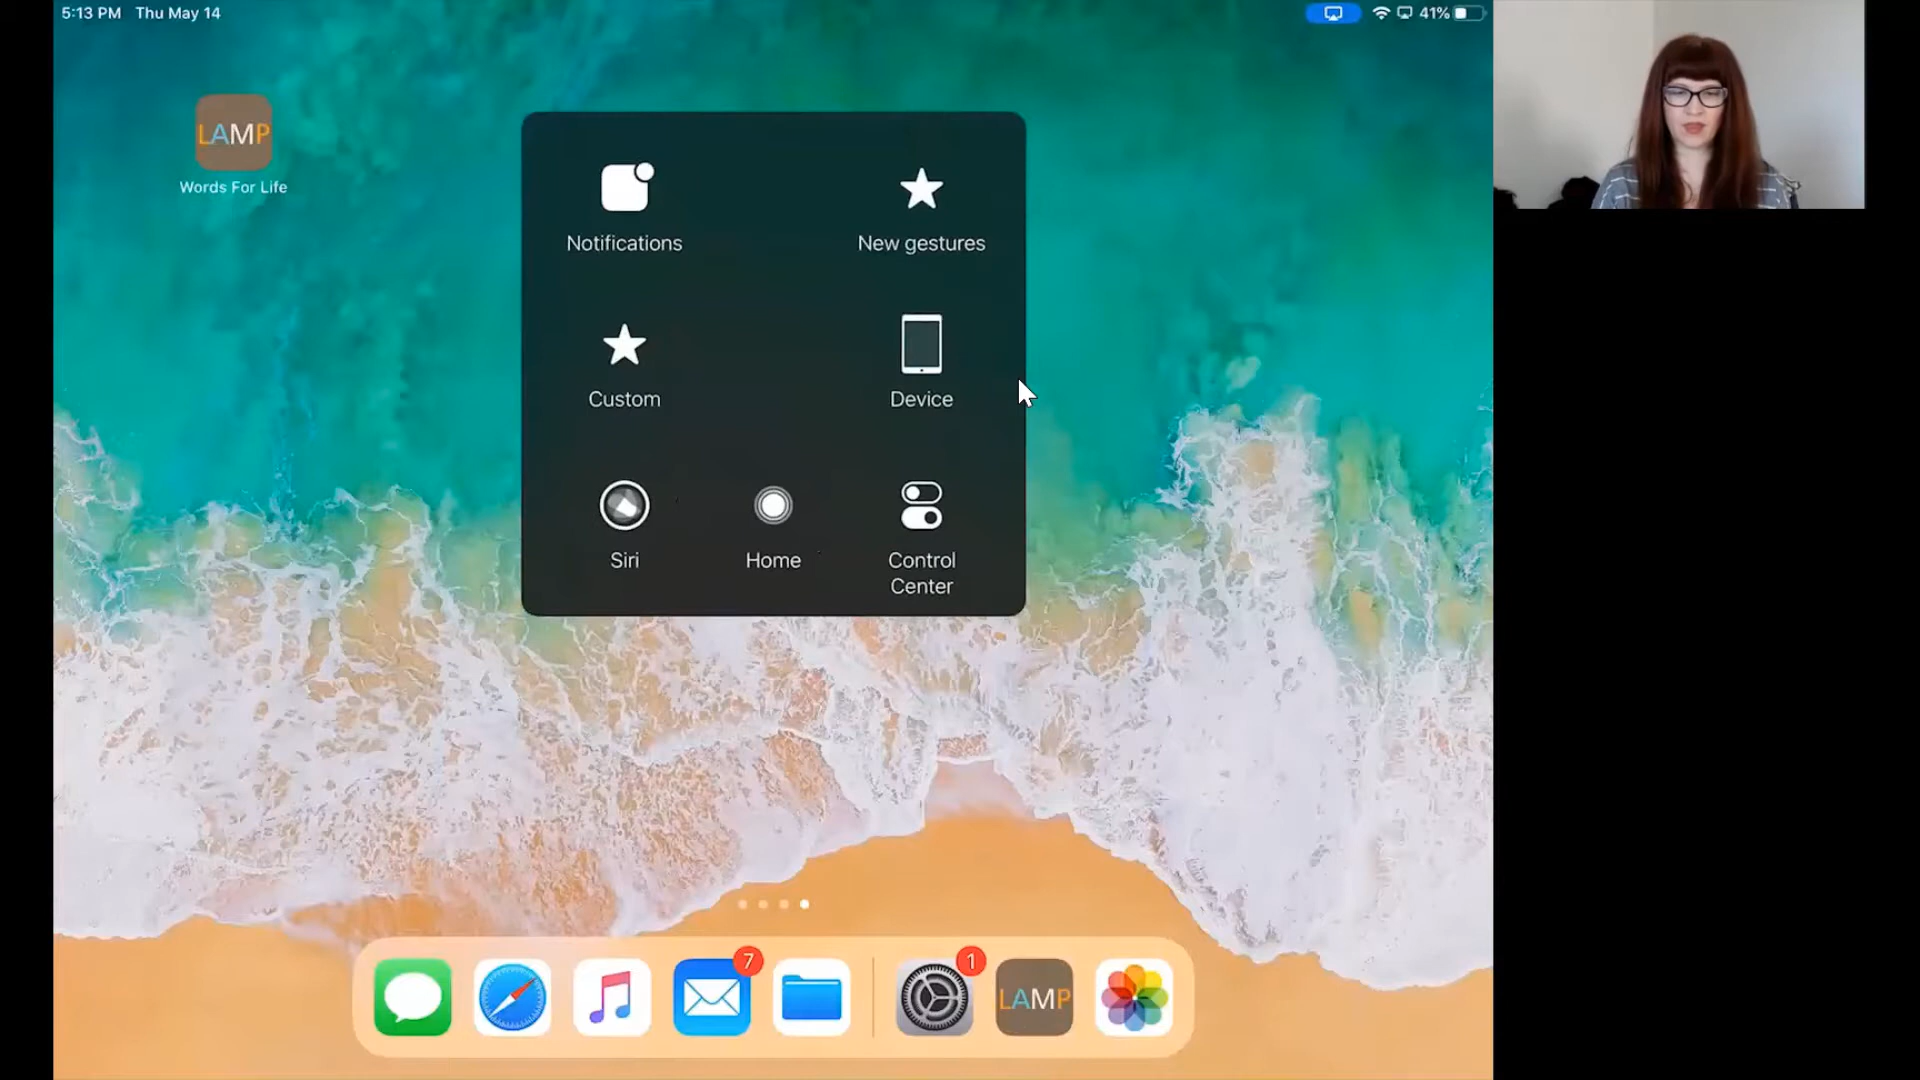 5:13 PM Thu May 14
41%
LAMP
Words For Life
Notifications
New gestures
Custom
Device
Siri
Home
Control
Center
7
1
LAMP